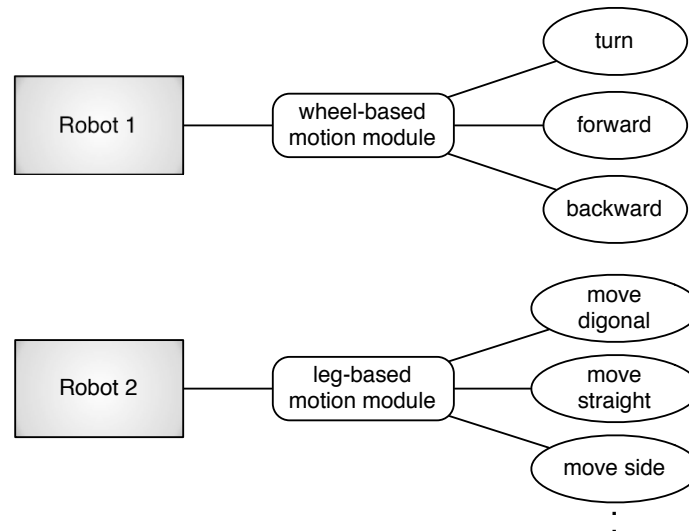 turn
Robot 1
wheel-based
motion module
forward
backward
move
digonal
Robot 2
leg-based
motion module
move
straight
move side